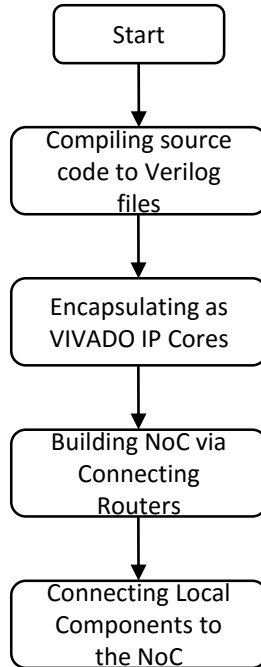 Start
Compiling source
code to Verilog
files
Encapsulating as
VIVADO IP Cores
Building NoC via
Connecting
Routers
Connecting Local
Components to
the NoC